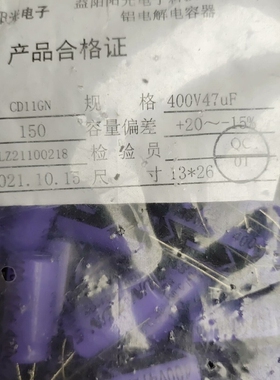 电子
铝电解电容器
产品合格证
CD11GN 规 格 400V47uF
150 容量偏差 +20～-15%
LZ21100218 检 验 员 QC 01
021.10.15 尺 寸 13*26